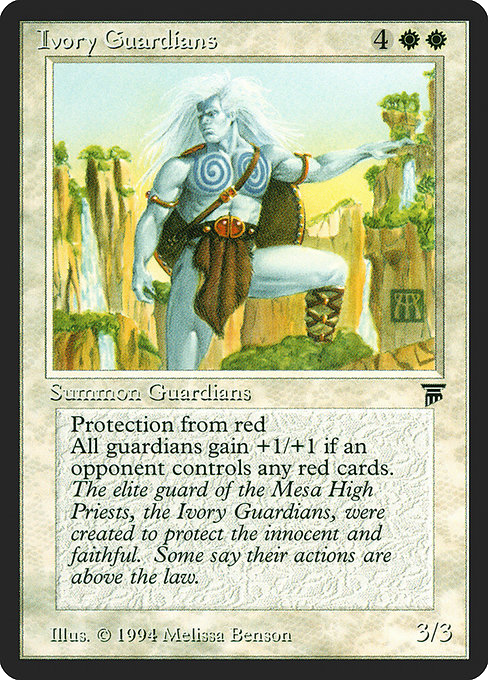 Ivory Guardians 4
Summon Guardians
Protection from red
All guardians gain +1/+1 if an
opponent controls any red cards.
The elite guard of the Mesa High
Priests, the Ivory Guardians, were
created to protect the innocent and
faithful. Some say their actions are
above the law.
Illus. © 1994 Melissa Benson 3/3